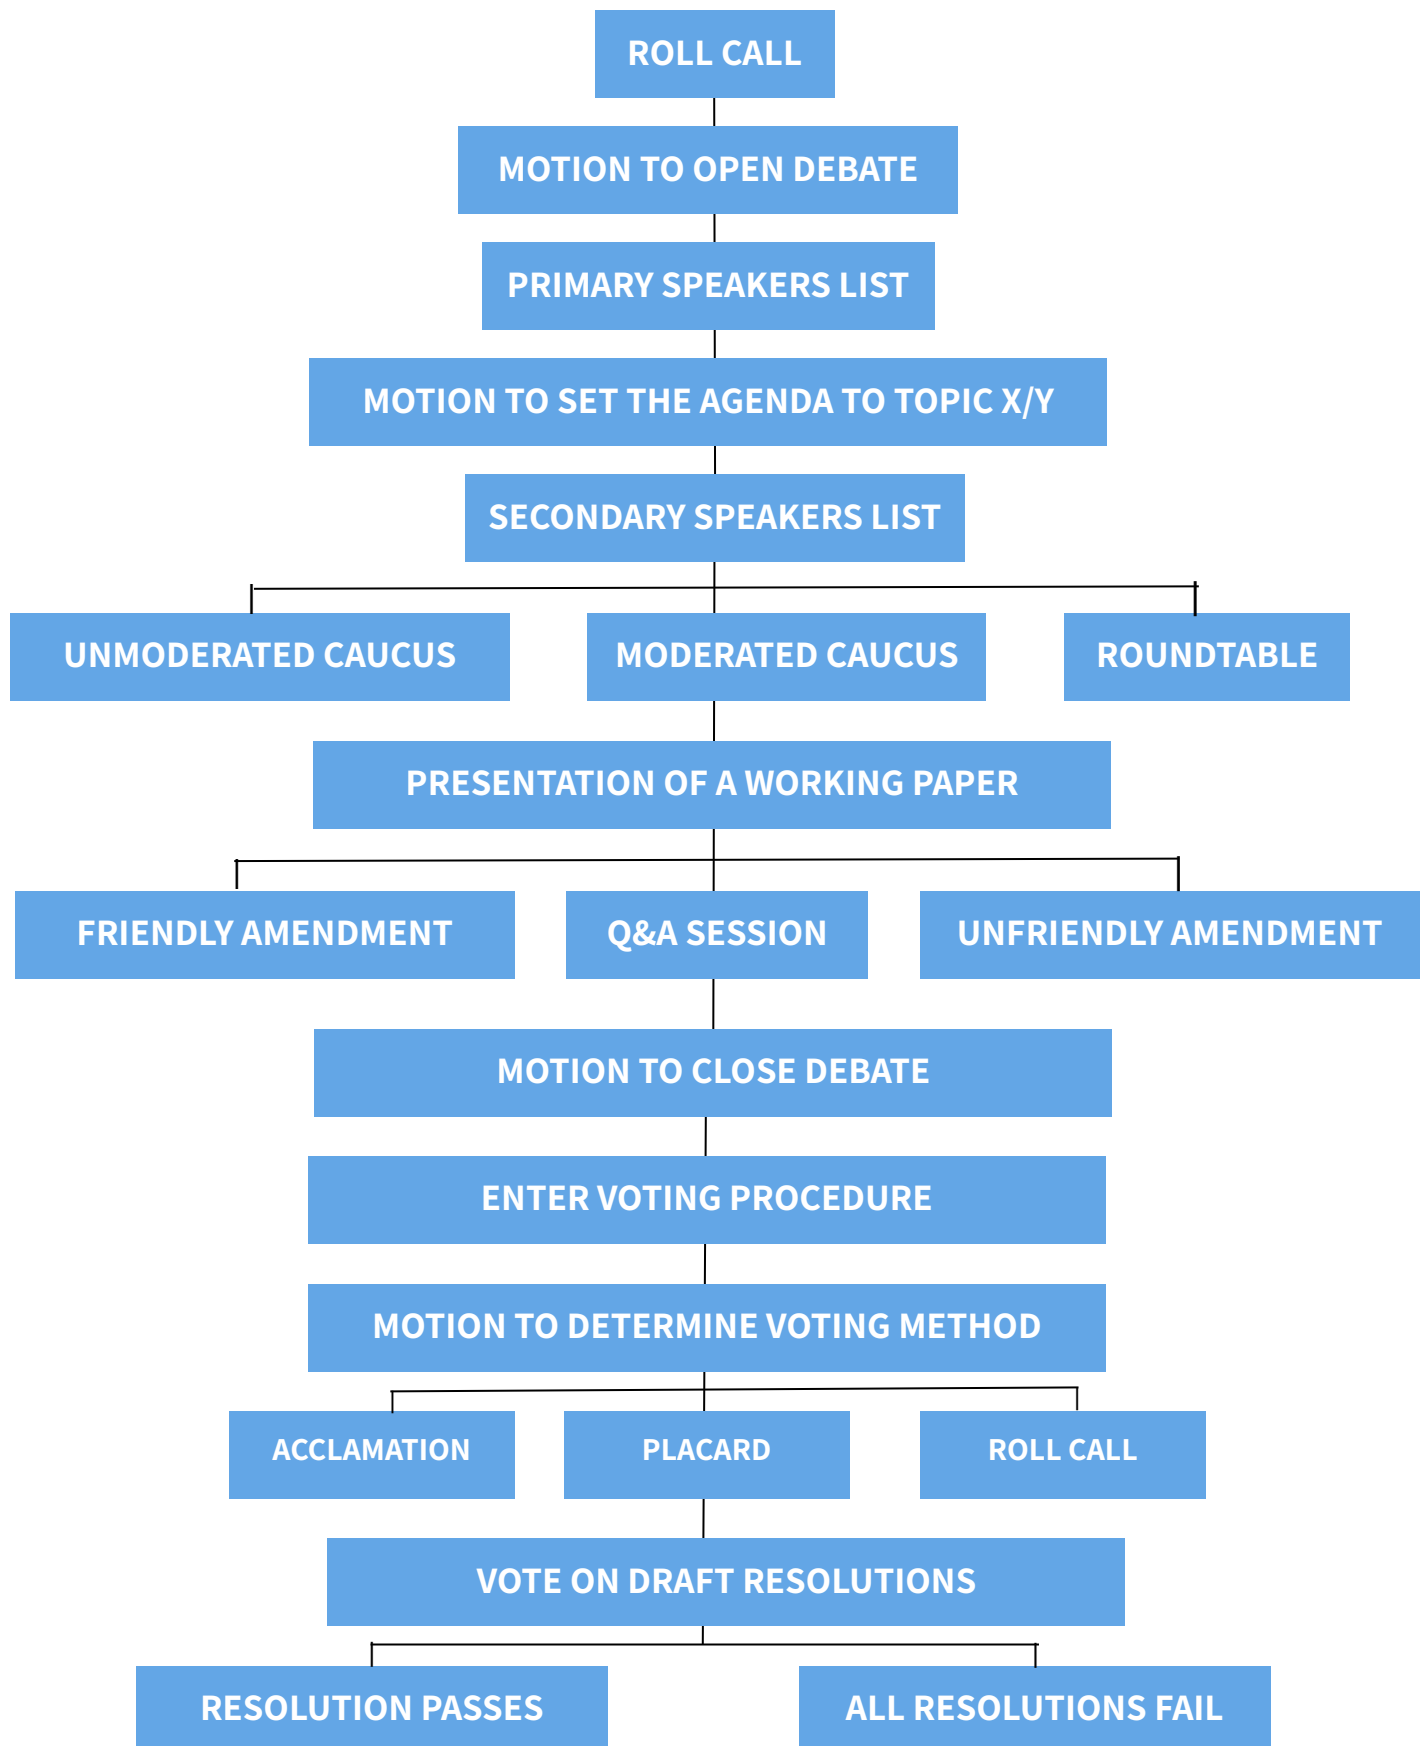 ROLL CALL
MOTION TO OPEN DEBATE
PRIMARY SPEAKERS LIST
MOTION TO SET THE AGENDA TO TOPIC X/Y
SECONDARY SPEAKERS LIST
UNMODERATED CAUCUS
MODERATED CAUCUS
ROUNDTABLE
PRESENTATION OF A WORKING PAPER
FRIENDLY AMENDMENT
Q&A SESSION
UNFRIENDLY AMENDMENT
MOTION TO CLOSE DEBATE
ENTER VOTING PROCEDURE
MOTION TO DETERMINE VOTING METHOD
ACCLAMATION
PLACARD
ROLL CALL
VOTE ON DRAFT RESOLUTIONS
RESOLUTION PASSES
ALL RESOLUTIONS FAIL